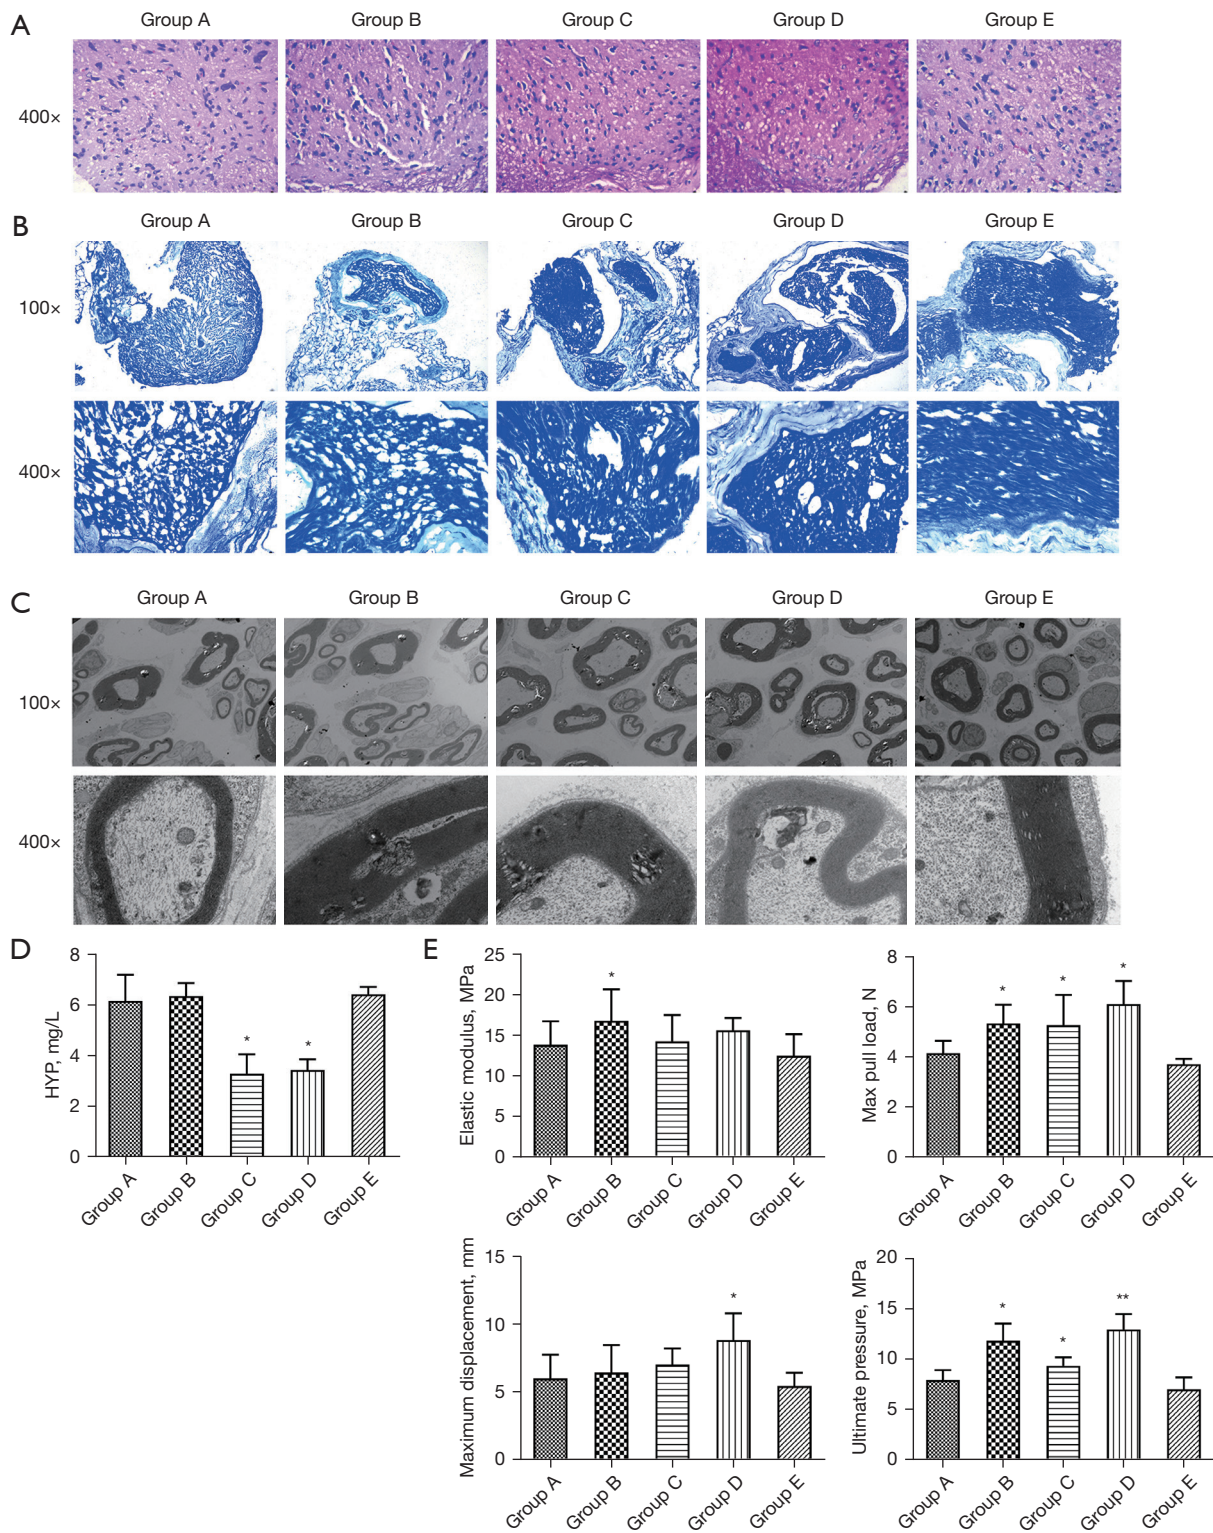 A
Group A Group B Group C Group D Group E
400×
B
Group A Group B Group C Group D Group E
100×
400×
C
Group A Group B Group C Group D Group E
100×
400×
D
HYP, mg/L
8
6
4
2
0
* *
Group A Group B Group C Group D Group E
E
Elastic modulus, MPa
25
20
15
10
5
0
*
Group A Group B Group C Group D Group E
Max pull load, N
8
6
4
2
0
* * *
Group A Group B Group C Group D Group E
Maximum displacement, mm
15
10
5
0
*
Group A Group B Group C Group D Group E
Ultimate pressure, MPa
20
15
10
5
0
* * **
Group A Group B Group C Group D Group E